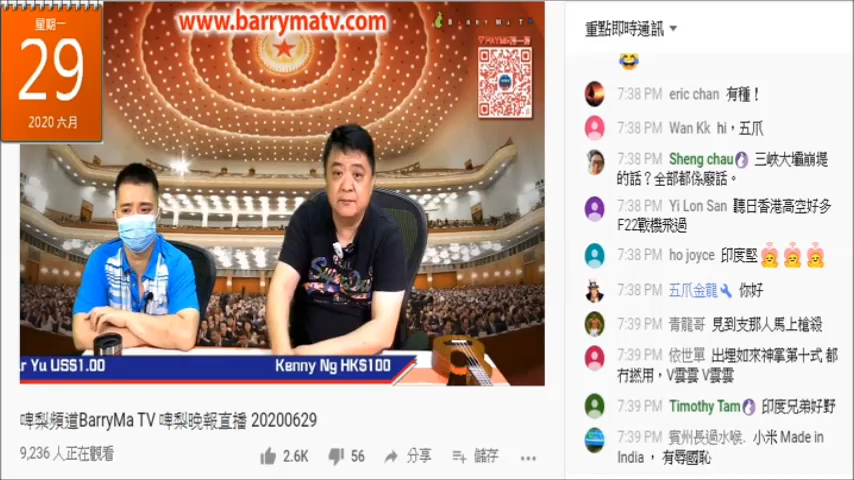 星期一
29
2020 六月
www.barrymatv.com
BARRY MA TV
r Yu US$1.00
Kenny Ng HK$100
啤梨頻道BarryMa TV 啤梨晚報直播 20200629
9,236 人正在觀看
2.6K
56
分享
儲存
重點即時通訊
7:38 PM eric chan 有種！
7:38 PM Wan Kk hi，五爪
7:38 PM Sheng chau 三峽大壩崩堤
的話？全部都係廢話。
7:38 PM Yi Lon San 聽日香港高空好多
F22戰機飛過
7:38 PM ho joyce 印度堅
7:38 PM 五爪金龍 你好
7:39 PM 青龍哥 見到支那人馬上槍殺
7:39 PM 依世單 出埋如來神掌第十式 都
冇撚用，V雲雲 V雲雲
7:39 PM Timothy Tam 印度兄弟好野
7:39 PM 賓州長過水喉. 小米 Made in
India ， 有辱國恥